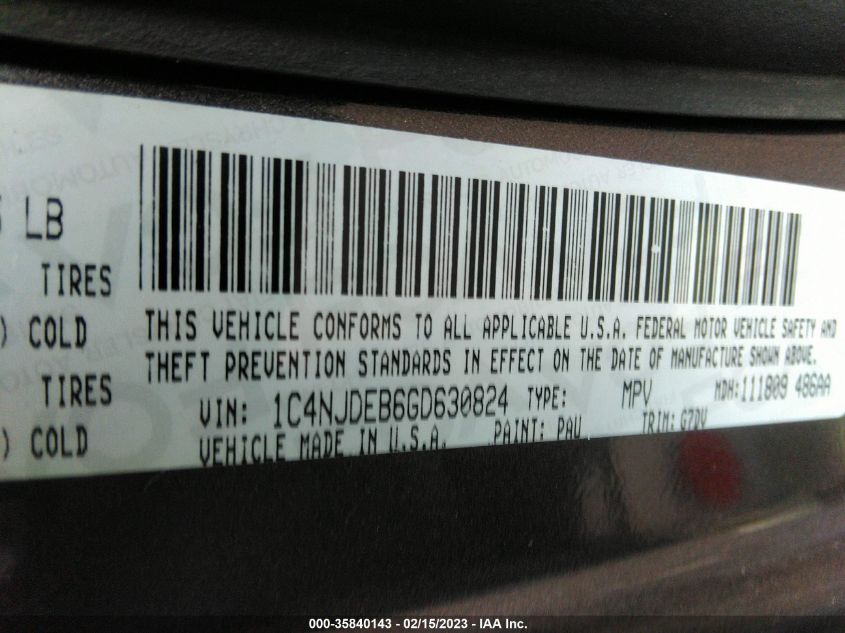 LB
TIRES
) COLD
TIRES
) COLD
THIS VEHICLE CONFORMS TO ALL APPLICABLE U.S.A. FEDERAL MOTOR VEHICLE SAFETY AND
THEFT PREVENTION STANDARDS IN EFFECT ON THE DATE OF MANUFACTURE SHOWN ABOVE.
VIN: 1C4NJDEB6GD630824 TYPE: MPV MDH: 111809 486AA
VEHICLE MADE IN U.S.A. PAINT: PAU TRIM: G7DV
000-35840143 - 02/15/2023 - IAA Inc.